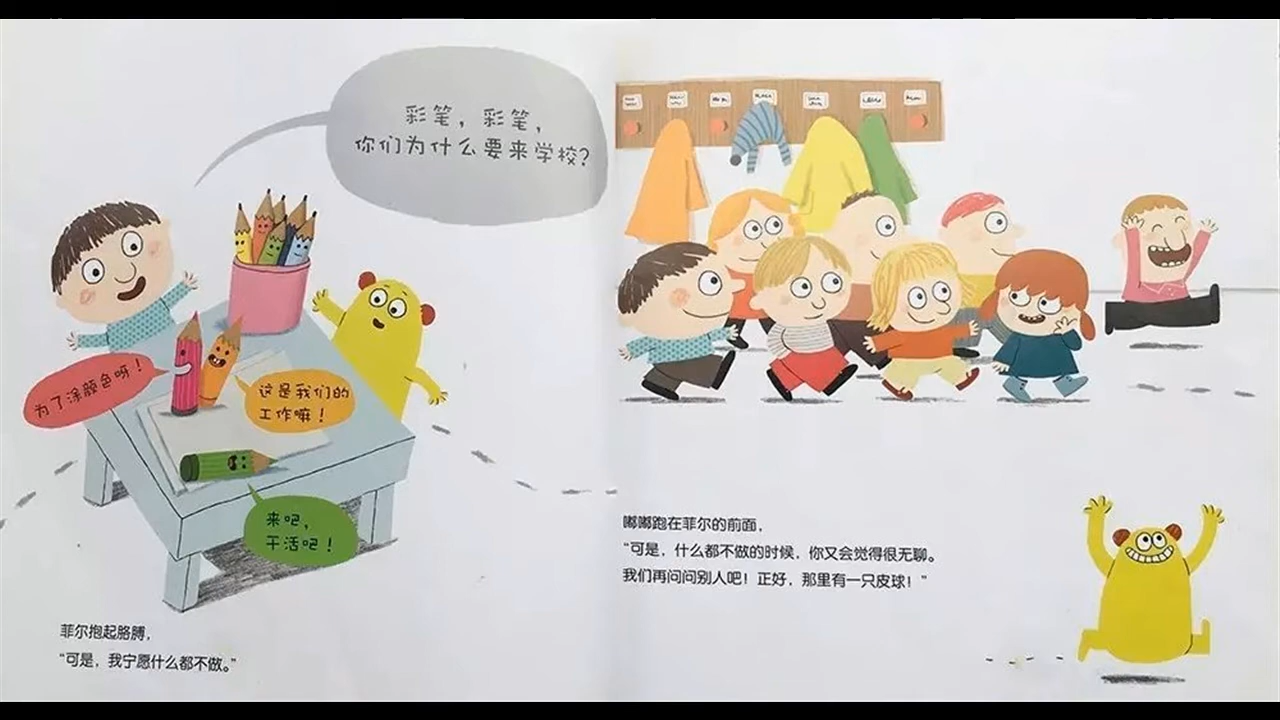 彩笔，彩笔，
你们为什么要来学校?
为了涂颜色呀！
这是我们的
工作嘛！
来吧，
干活吧！
菲尔抱起胳膊，
“可是，我宁愿什么都不做。”
嘟嘟跑在菲尔的前面，
“可是，什么都不做的时候，你又会觉得很无聊。
我们再问问别人吧！正好，那里有一只皮球！”